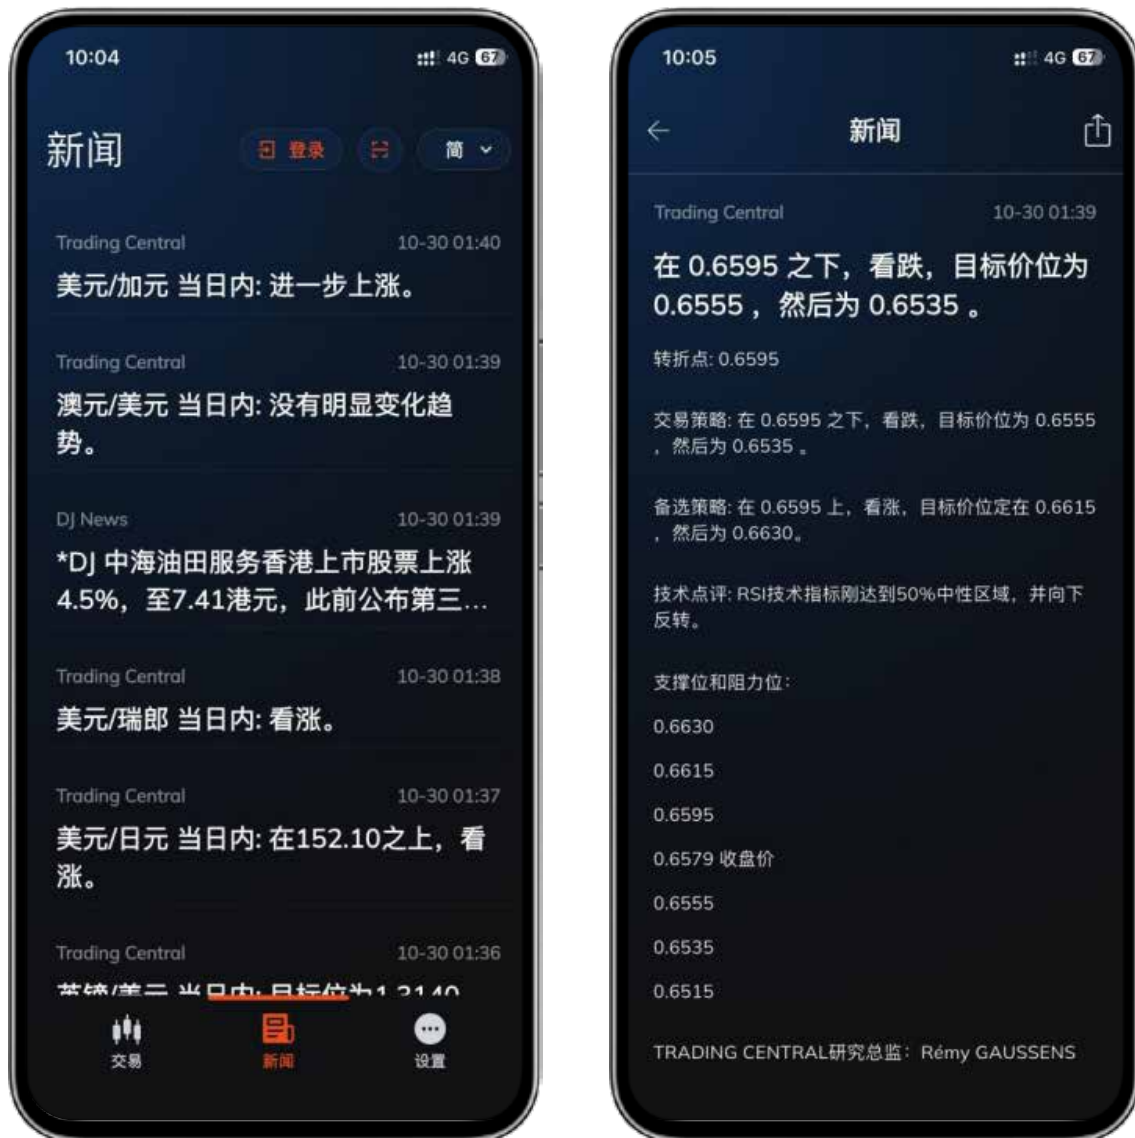 10:04
4G 67
新闻
登录
简
Trading Central 10-30 01:40
美元/加元 当日内: 进一步上涨。
Trading Central 10-30 01:39
澳元/美元 当日内: 没有明显变化趋
势。
DJ News 10-30 01:39
*DJ 中海油田服务香港上市股票上涨
4.5%，至7.41港元，此前公布第三...
Trading Central 10-30 01:38
美元/瑞郎 当日内: 看涨。
Trading Central 10-30 01:37
美元/日元 当日内: 在152.10之上，看
涨。
Trading Central 10-30 01:36
英镑/美元 当日内: 目标位为1.3140
交易
新闻
设置
10:05
4G 67
新闻
Trading Central 10-30 01:39
在 0.6595 之下，看跌，目标价位为
0.6555 ，然后为 0.6535 。
转折点: 0.6595
交易策略: 在 0.6595 之下，看跌，目标价位为 0.6555
，然后为 0.6535 。
备选策略: 在 0.6595 上，看涨，目标价位定在 0.6615
，然后为 0.6630。
技术点评: RSI技术指标刚达到50%中性区域，并向下
反转。
支撑位和阻力位：
0.6630
0.6615
0.6595
0.6579 收盘价
0.6555
0.6535
0.6515
TRADING CENTRAL研究总监：Rémy GAUSSENS